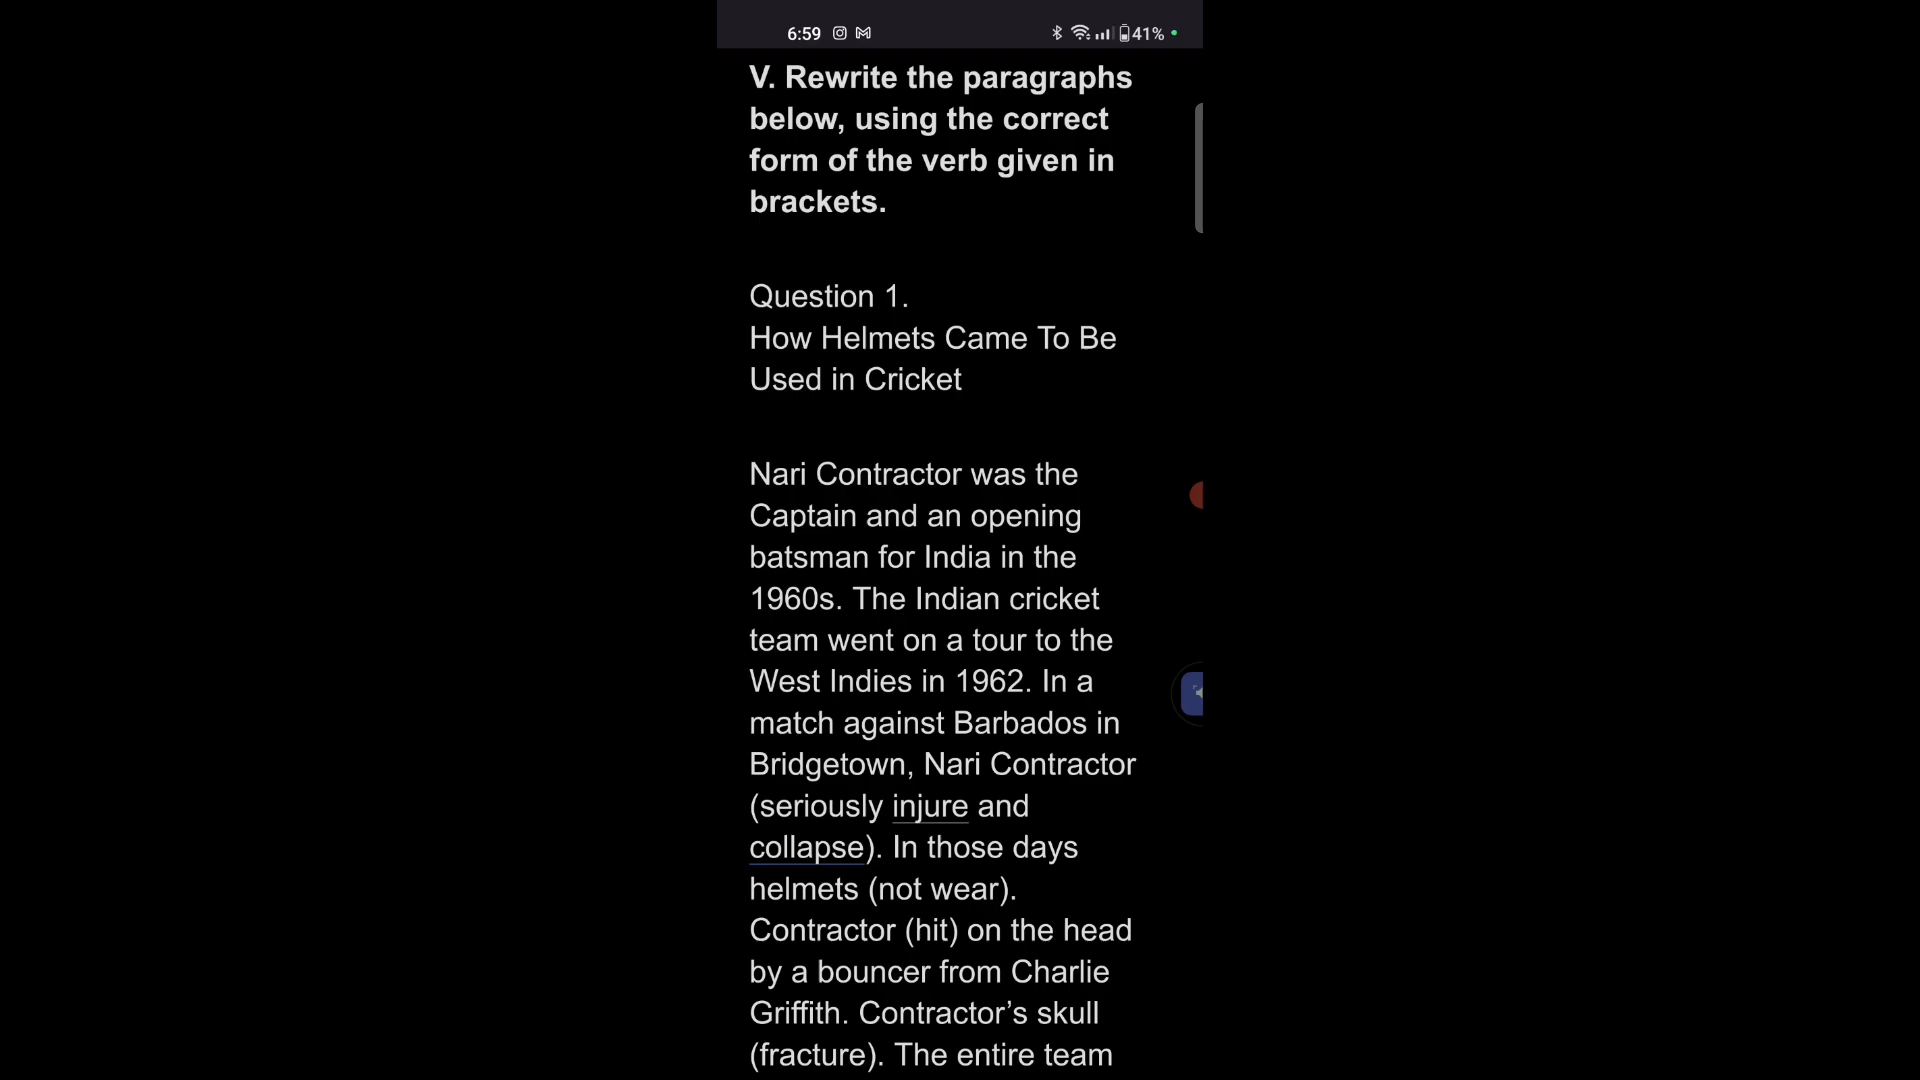 6:59 41%
V. Rewrite the paragraphs
below, using the correct
form of the verb given in
brackets.
Question 1.
How Helmets Came To Be
Used in Cricket
Nari Contractor was the
Captain and an opening
batsman for India in the
1960s. The Indian cricket
team went on a tour to the
West Indies in 1962. In a
match against Barbados in
Bridgetown, Nari Contractor
(seriously injure and
collapse). In those days
helmets (not wear).
Contractor (hit) on the head
by a bouncer from Charlie
Griffith. Contractor’s skull
(fracture). The entire team